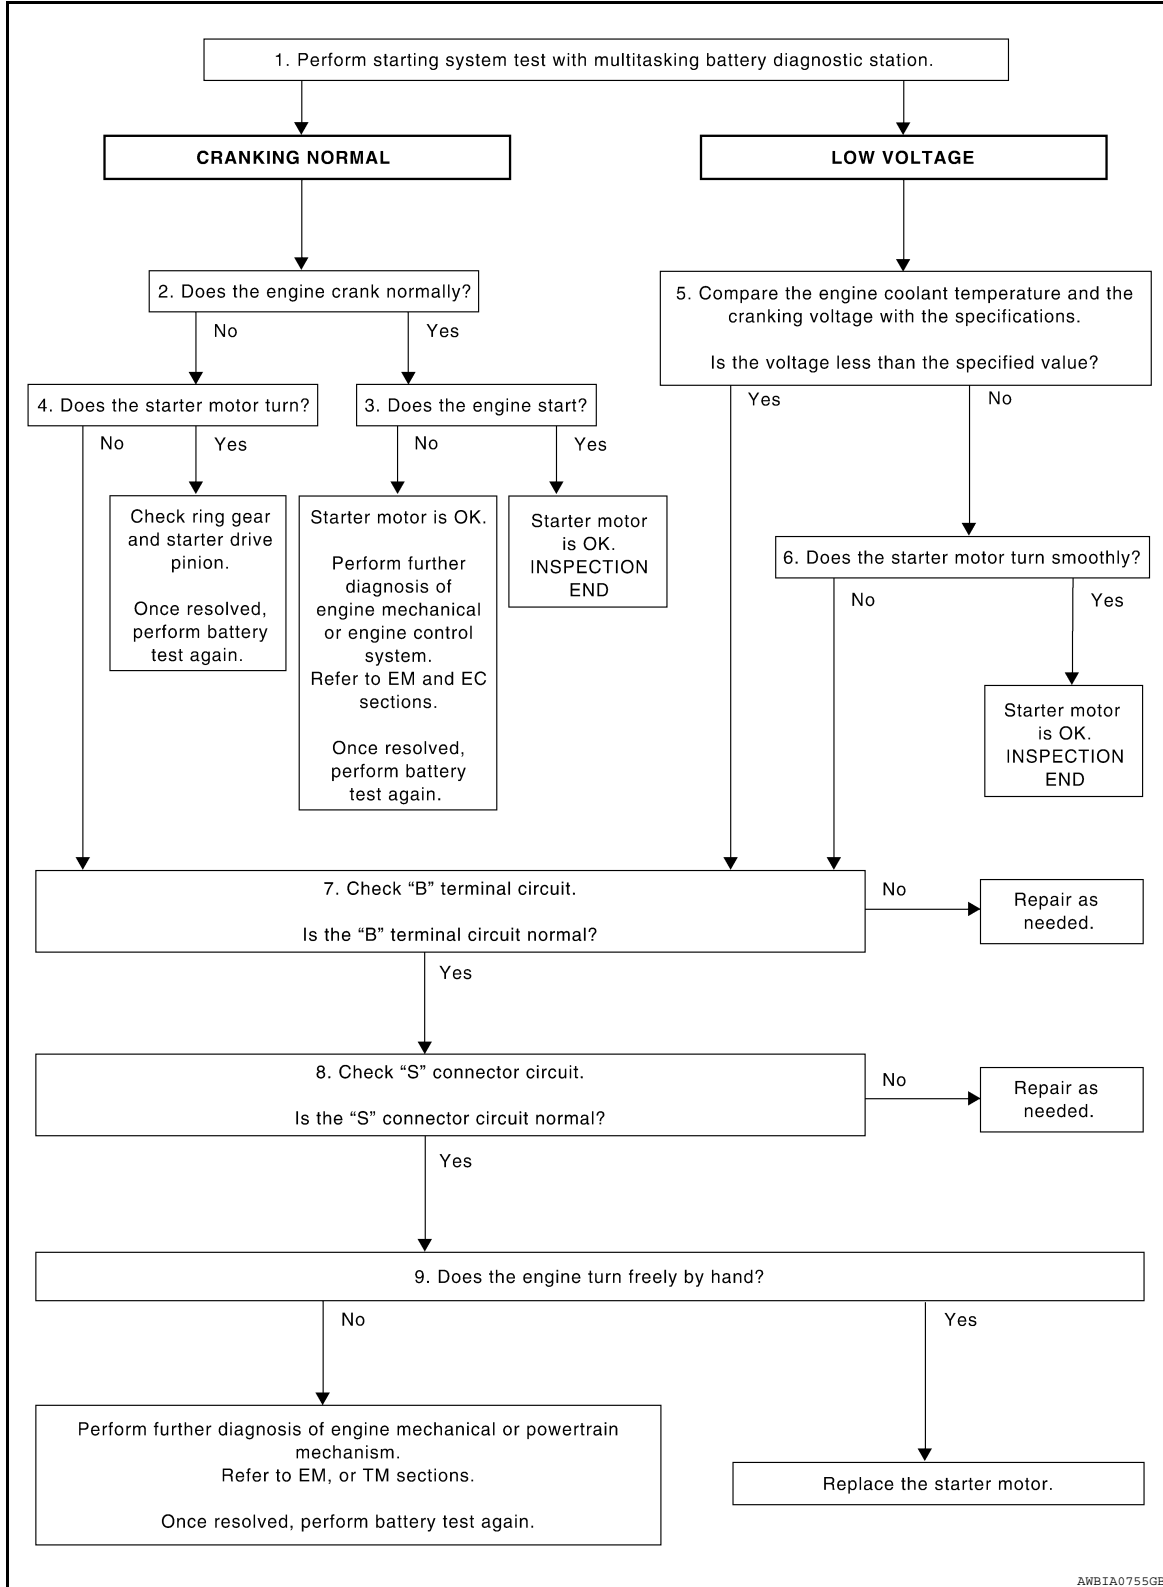 1. Perform starting system test with multitasking battery diagnostic station.
CRANKING NORMAL
LOW VOLTAGE
2. Does the engine crank normally?
No
Yes
5. Compare the engine coolant temperature and the
cranking voltage with the specifications.
Is the voltage less than the specified value?
Yes
No
4. Does the starter motor turn?
No
Yes
3. Does the engine start?
No
Yes
Check ring gear
and starter drive
pinion.
Once resolved,
perform battery
test again.
Starter motor is OK.
Perform further
diagnosis of
engine mechanical
or engine control
system.
Refer to EM and EC
sections.
Once resolved,
perform battery
test again.
Starter motor
is OK.
INSPECTION
END
6. Does the starter motor turn smoothly?
No
Yes
Starter motor
is OK.
INSPECTION
END
7. Check “B” terminal circuit.
Is the “B” terminal circuit normal?
No
Repair as
needed.
Yes
8. Check “S” connector circuit.
Is the “S” connector circuit normal?
No
Repair as
needed.
Yes
9. Does the engine turn freely by hand?
No
Yes
Perform further diagnosis of engine mechanical or powertrain
mechanism.
Refer to EM, or TM sections.
Once resolved, perform battery test again.
Replace the starter motor.
AWBIA0755GB